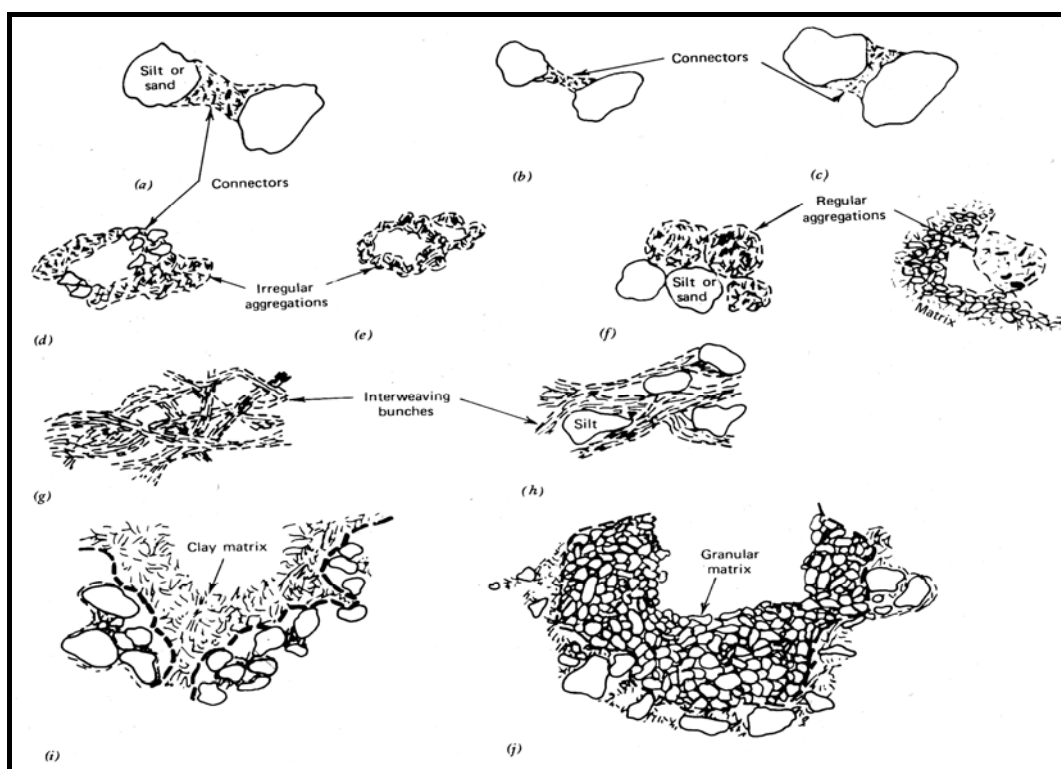 Silt or
sand
Connectors
(a)
Connectors
(b)
(c)
Irregular
aggregations
(d)
(e)
Regular
aggregations
Silt or
sand
Matrix
(f)
Interweaving
bunches
Silt
(g)
(h)
Clay matrix
Granular
matrix
(i)
(j)